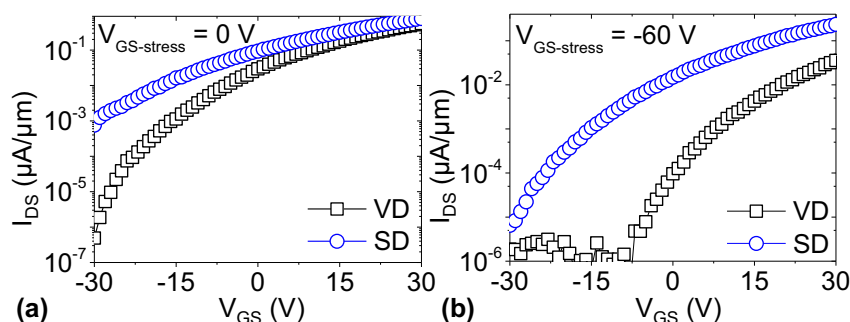 V_GS-stress = 0 V
I_DS (µA/µm)
10^-1
10^-3
10^-5
10^-7
VD
SD
-30 -15 0 15 30
(a) V_GS (V)
V_GS-stress = -60 V
I_DS (µA/µm)
10^-2
10^-4
10^-6
VD
SD
-30 -15 0 15 30
(b) V_GS (V)